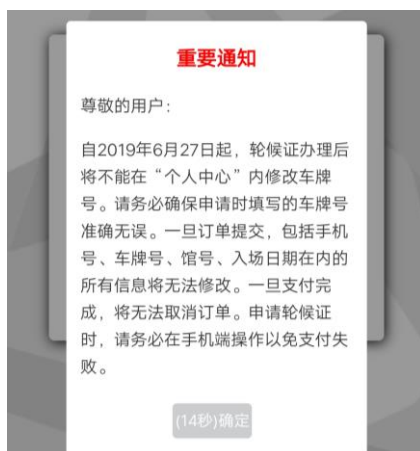 重要通知
尊敬的用户：
自2019年6月27日起，轮候证办理后
将不能在“个人中心”内修改车牌
号。请务必确保申请时填写的车牌号
准确无误。一旦订单提交，包括手机
号、车牌号、馆号、入场日期在内的
所有信息将无法修改。一旦支付完
成，将无法取消订单。申请轮候证
时，请务必在手机端操作以免支付失
败。
(14秒)确定